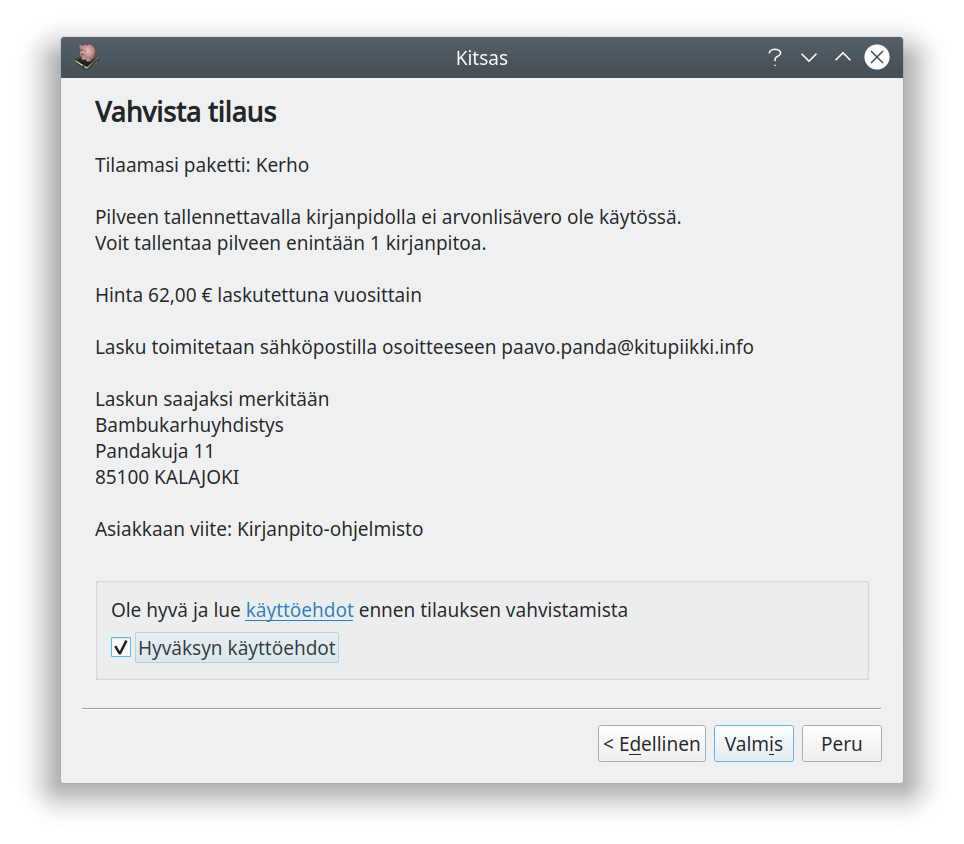 Kitsas
Vahvista tilaus
Tilaamasi paketti: Kerho
Pilveen tallennettavalla kirjanpidolla ei arvonlisävero ole käytössä.
Voit tallentaa pilveen enintään 1 kirjanpitoa.
Hinta 62,00 € laskutettuna vuosittain
Lasku toimitetaan sähköpostilla osoitteeseen paavo.panda@kitupiikki.info
Laskun saajaksi merkitään
Bambukarhuyhdistys
Pandakuja 11
85100 KALAJOKI
Asiakkaan viite: Kirjanpito-ohjelmisto
Ole hyvä ja lue käyttöehdot ennen tilauksen vahvistamista
Hyväksyn käyttöehdot
< Edellinen Valmis Peru